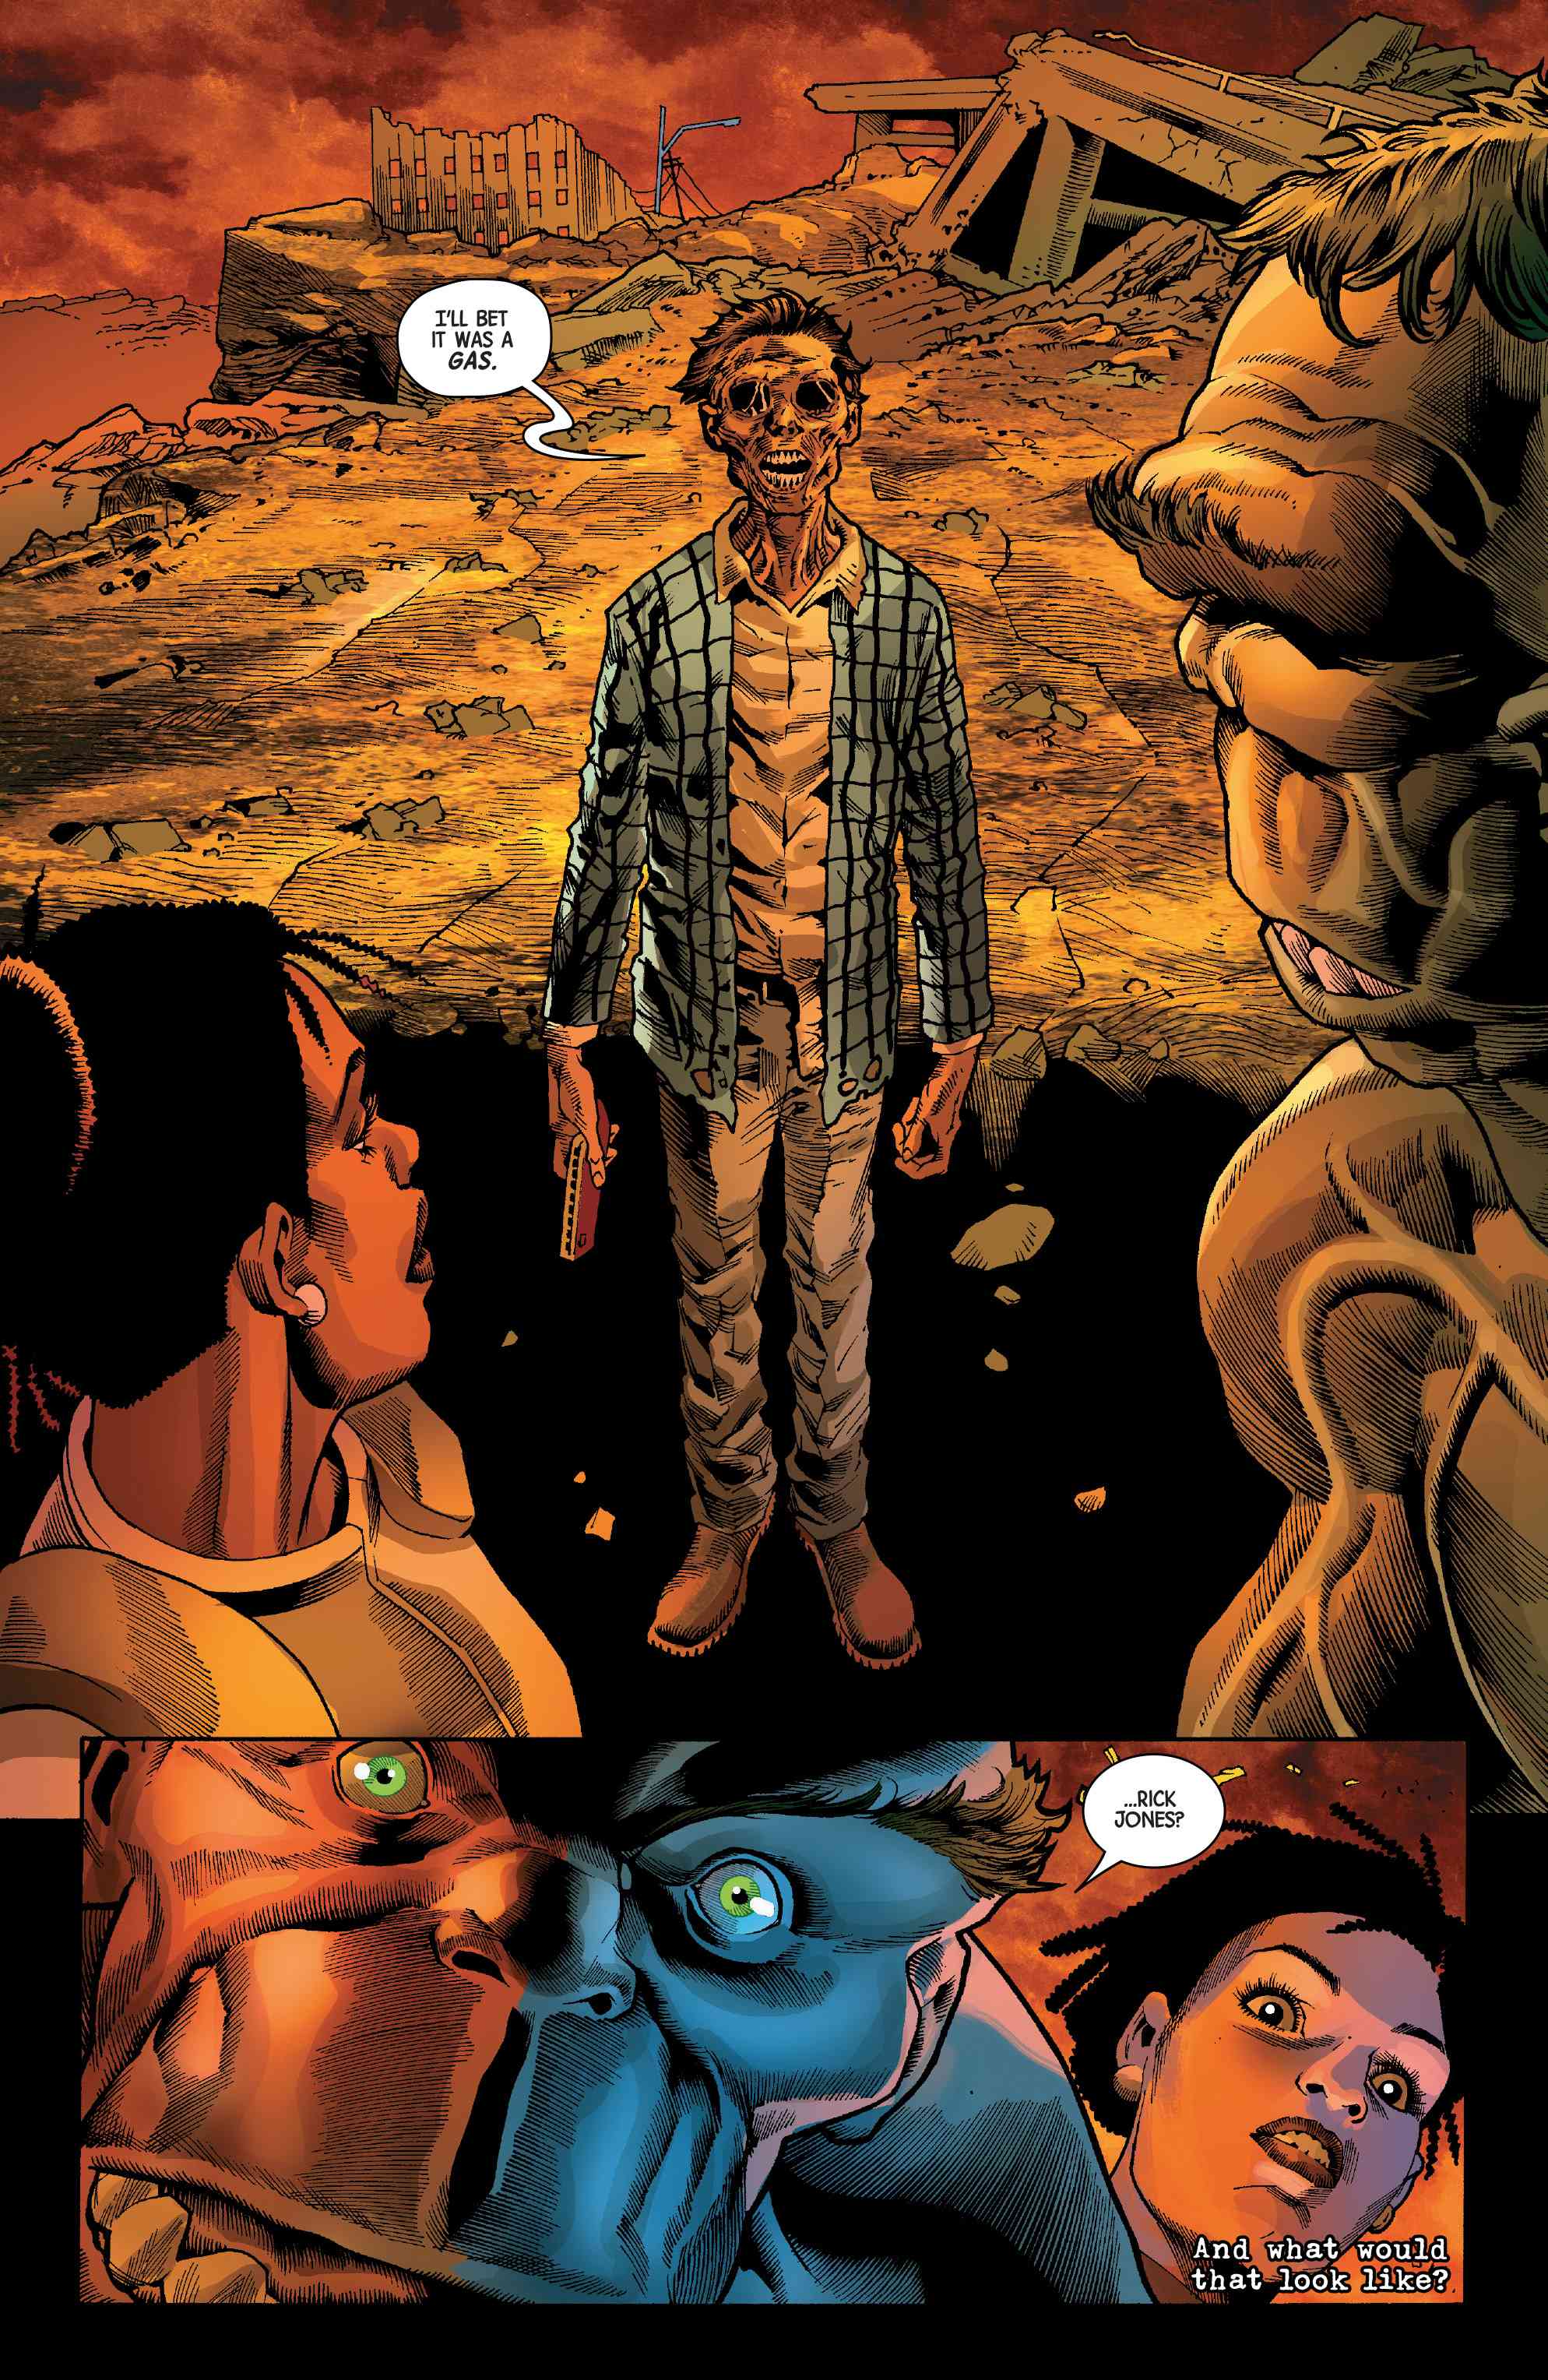 I'LL BET
IT WAS A
GAS.
...RICK
JONES?
And what would
that look like?